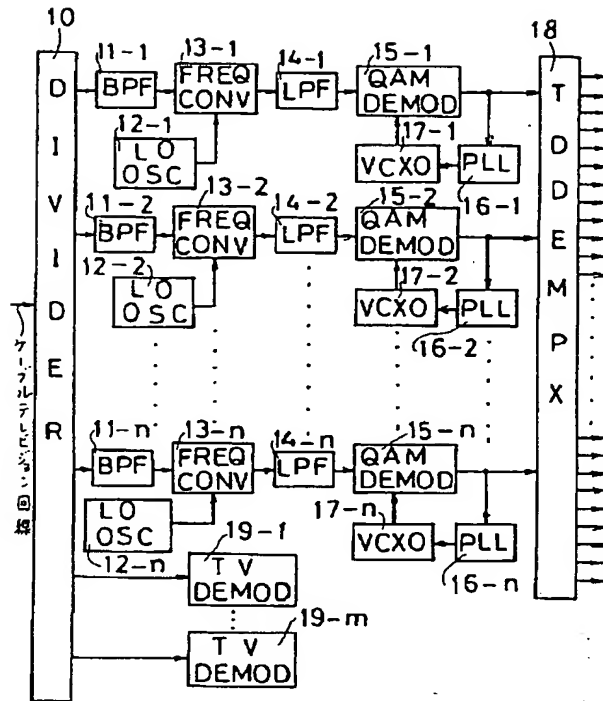 10
DIVIDER
ケーブルテレビジョン回線
11-1
BPF
13-1
FREQ
CONV
14-1
LPF
15-1
QAM
DEMOD
12-1
LO
OSC
17-1
VCXO
PLL
16-1
18
TDDEMPX
11-2
BPF
13-2
FREQ
CONV
14-2
LPF
15-2
QAM
DEMOD
12-2
LO
OSC
17-2
VCXO
PLL
16-2
11-n
BPF
13-n
FREQ
CONV
14-n
LPF
15-n
QAM
DEMOD
LO
OSC
12-n
17-n
VCXO
PLL
16-n
19-1
TV
DEMOD
19-m
TV
DEMOD